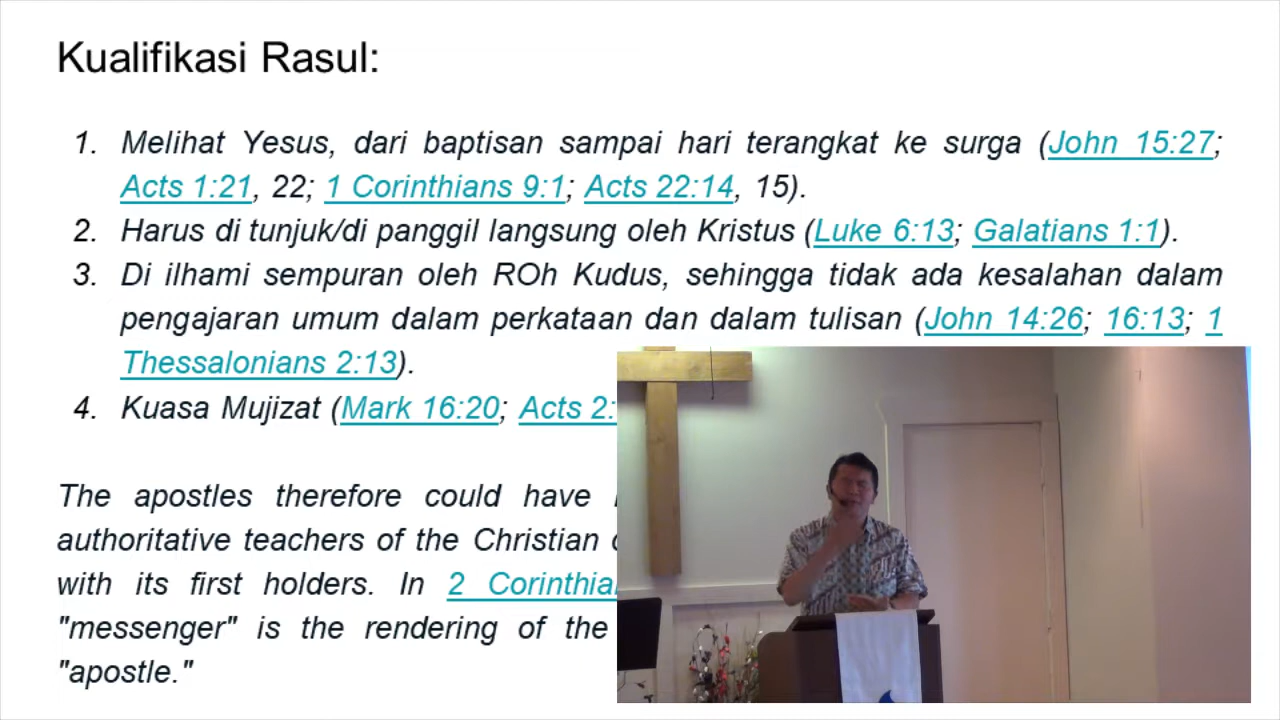 Kualifikasi Rasul:
1. Melihat Yesus, dari baptisan sampai hari terangkat ke surga (John 15:27;
Acts 1:21, 22; 1 Corinthians 9:1; Acts 22:14, 15).
2. Harus di tunjuk/di panggil langsung oleh Kristus (Luke 6:13; Galatians 1:1).
3. Di ilhami sempuran oleh ROh Kudus, sehingga tidak ada kesalahan dalam
pengajaran umum dalam perkataan dan dalam tulisan (John 14:26; 16:13; 1
Thessalonians 2:13).
4. Kuasa Mujizat (Mark 16:20; Acts 2:
The apostles therefore could have
authoritative teachers of the Christian
with its first holders. In 2 Corinthia
"messenger" is the rendering of the
"apostle."